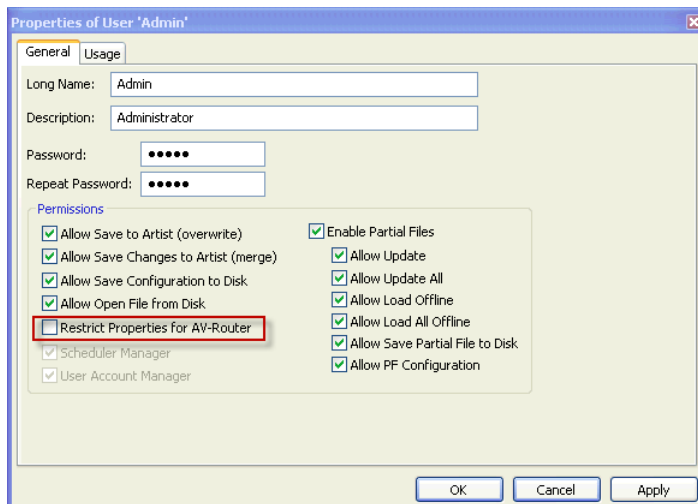 Properties of User 'Admin'
General Usage
Long Name: Admin
Description: Administrator
Password: •••••
Repeat Password: •••••
Permissions
Allow Save to Artist (overwrite)
Allow Save Changes to Artist (merge)
Allow Save Configuration to Disk
Allow Open File from Disk
Restrict Properties for AV-Router
Scheduler Manager
User Account Manager
Enable Partial Files
Allow Update
Allow Update All
Allow Load Offline
Allow Load All Offline
Allow Save Partial File to Disk
Allow PF Configuration
OK Cancel Apply